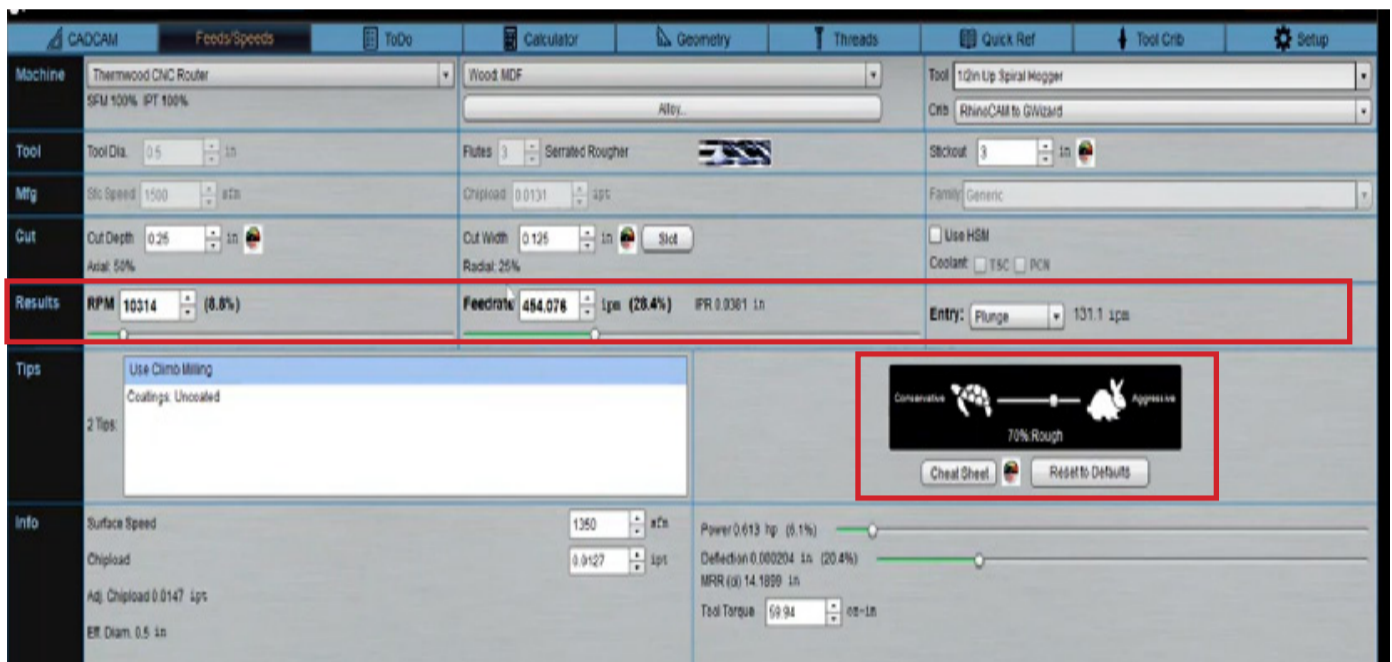 CADCAM Feeds/Speeds ToDo Calculator Geometry Threads Quick Ref Tool Crib Setup
Machine Thermwood CNC Router Wood: MDF Tool 1/2in Up Spiral Hogger
SFM 100% IPT 100% Alloy... Crib RhinoCAM to GWizard
Tool Tool Dia. 0.5 in Flutes 3 Serrated Rougher Stickout 3 in
Mfg Sfc Speed 1500 sfm Chipload 0.0131 ipt Family Generic
Cut Cut Depth 0.25 in Cut Width 0.125 in Slot Use HSM
Axial: 50% Radial: 25% Coolant: TSC PCN
Results RPM 10314 (8.8%) Feedrate 454.076 ipm (28.4%) IPR 0.0381 in Entry: Plunge 131.1 ipm
Tips Use Climb Milling
Coatings: Uncoated
2 Tips:
Conservative Aggressive
70% Rough
Cheat Sheet Reset to Defaults
Info Surface Speed 1350 sfm Power 0.613 hp (6.1%)
Chipload 0.0127 ipt Deflection 0.000204 in (20.4%)
MRR (ci) 14.1899 in
Adj. Chipload 0.0147 ipt
Tool Torque 59.94 oz-in
Eff. Diam. 0.5 in